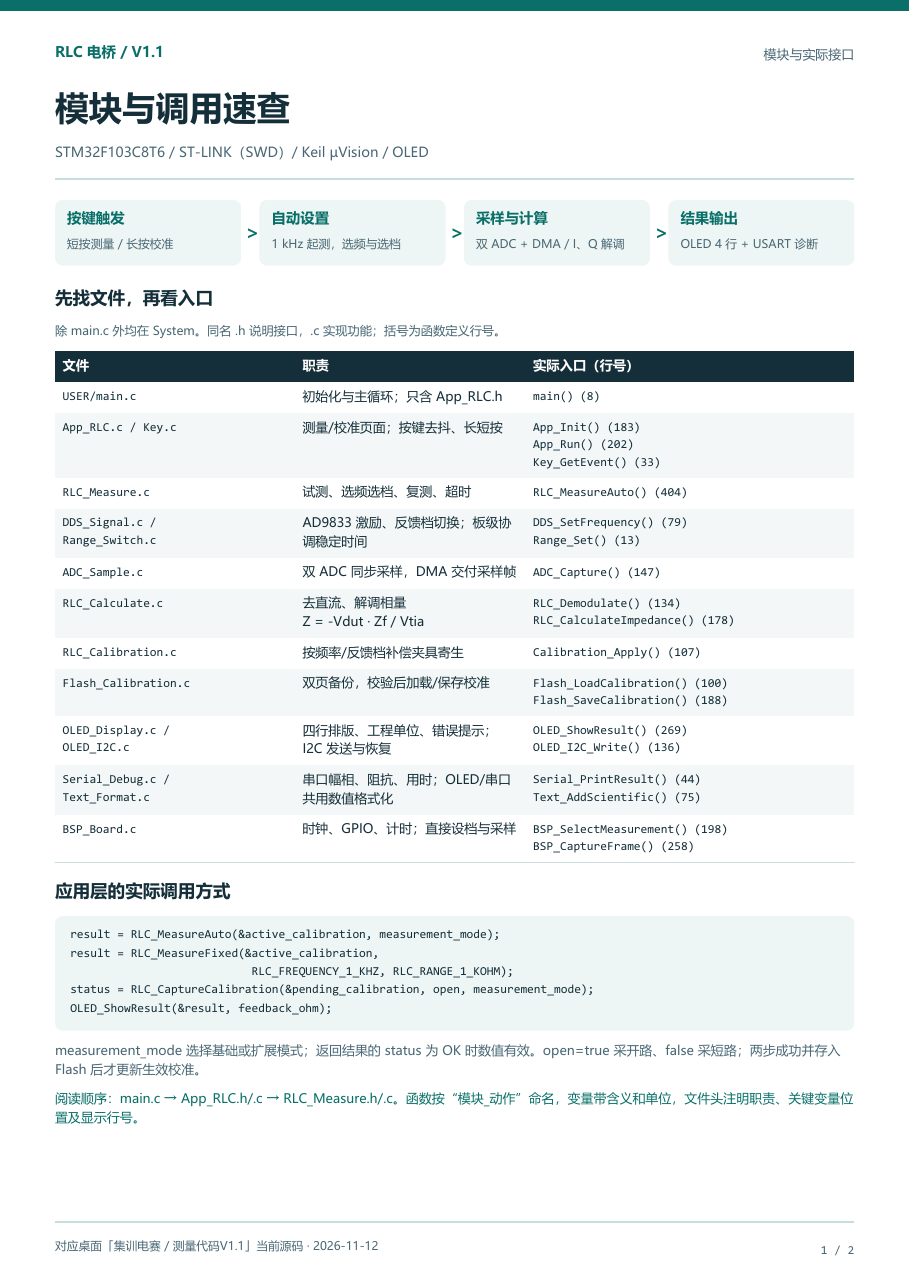 RLC 电桥 / V1.1
模块与实际接口
模块与调用速查
STM32F103C8T6 / ST-LINK（SWD）/ Keil µVision / OLED
按键触发
短按测量 / 长按校准
>
自动设置
1 kHz 起测，选频与选档
>
采样与计算
双 ADC + DMA / I、Q 解调
>
结果输出
OLED 4 行 + USART 诊断
先找文件，再看入口
除 main.c 外均在 System。同名 .h 说明接口，.c 实现功能；括号为函数定义行号。
文件 职责 实际入口（行号）
USER/main.c 初始化与主循环；只含 App_RLC.h main() (8)
App_RLC.c / Key.c 测量/校准页面；按键去抖、长短按 App_Init() (183)
App_Run() (202)
Key_GetEvent() (33)
RLC_Measure.c 试测、选频选档、复测、超时 RLC_MeasureAuto() (404)
DDS_Signal.c / AD9833 激励、反馈档切换；板级协 DDS_SetFrequency() (79)
Range_Switch.c 调稳定时间 Range_Set() (13)
ADC_Sample.c 双 ADC 同步采样，DMA 交付采样帧 ADC_Capture() (147)
RLC_Calculate.c 去直流、解调相量 RLC_Demodulate() (134)
Z = -Vdut · Zf / Vtia RLC_CalculateImpedance() (178)
RLC_Calibration.c 按频率/反馈档补偿夹具寄生 Calibration_Apply() (107)
Flash_Calibration.c 双页备份，校验后加载/保存校准 Flash_LoadCalibration() (100)
Flash_SaveCalibration() (188)
OLED_Display.c / 四行排版、工程单位、错误提示； OLED_ShowResult() (269)
OLED_I2C.c I2C 发送与恢复 OLED_I2C_Write() (136)
Serial_Debug.c / 串口幅相、阻抗、用时；OLED/串口 Serial_PrintResult() (44)
Text_Format.c 共用数值格式化 Text_AddScientific() (75)
BSP_Board.c 时钟、GPIO、计时；直接设档与采样 BSP_SelectMeasurement() (198)
BSP_CaptureFrame() (258)
应用层的实际调用方式
result = RLC_MeasureAuto(&active_calibration, measurement_mode);
result = RLC_MeasureFixed(&active_calibration,
RLC_FREQUENCY_1_KHZ, RLC_RANGE_1_KOHM);
status = RLC_CaptureCalibration(&pending_calibration, open, measurement_mode);
OLED_ShowResult(&result, feedback_ohm);
measurement_mode 选择基础或扩展模式；返回结果的 status 为 OK 时数值有效。open=true 采开路、false 采短路；两步成功并存入
Flash 后才更新生效校准。
阅读顺序：main.c → App_RLC.h/.c → RLC_Measure.h/.c。函数按“模块_动作”命名，变量带含义和单位，文件头注明职责、关键变量位
置及显示行号。
对应桌面「集训电赛 / 测量代码V1.1」当前源码 · 2026-11-12
1 / 2